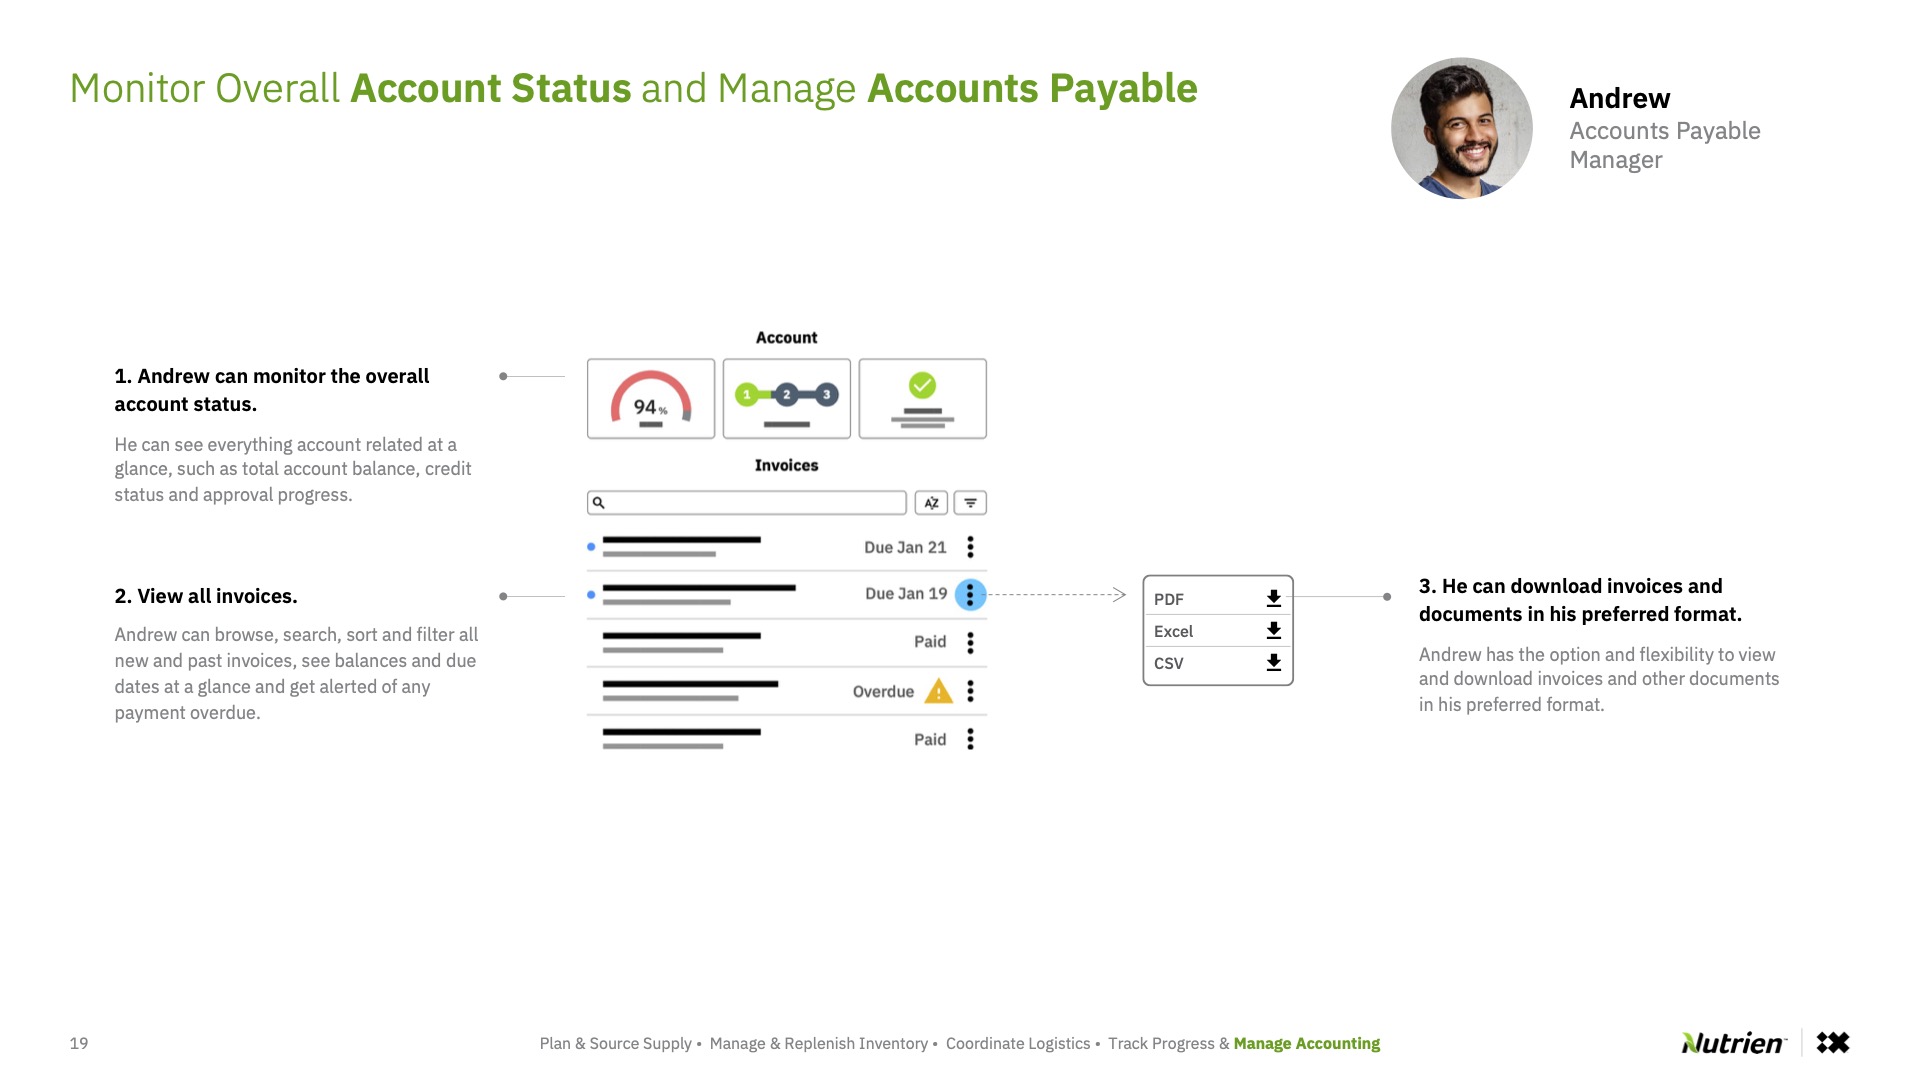 Monitor Overall Account Status and Manage Accounts Payable
Andrew
Accounts Payable
Manager
1. Andrew can monitor the overall
account status.
He can see everything account related at a
glance, such as total account balance, credit
status and approval progress.
2. View all invoices.
Andrew can browse, search, sort and filter all
new and past invoices, see balances and due
dates at a glance and get alerted of any
payment overdue.
Account
94%
1 2 3
Invoices
AZ
Due Jan 21
Due Jan 19
Paid
Overdue
Paid
PDF
Excel
CSV
3. He can download invoices and
documents in his preferred format.
Andrew has the option and flexibility to view
and download invoices and other documents
in his preferred format.
19
Plan & Source Supply • Manage & Replenish Inventory • Coordinate Logistics • Track Progress & Manage Accounting
Nutrien™